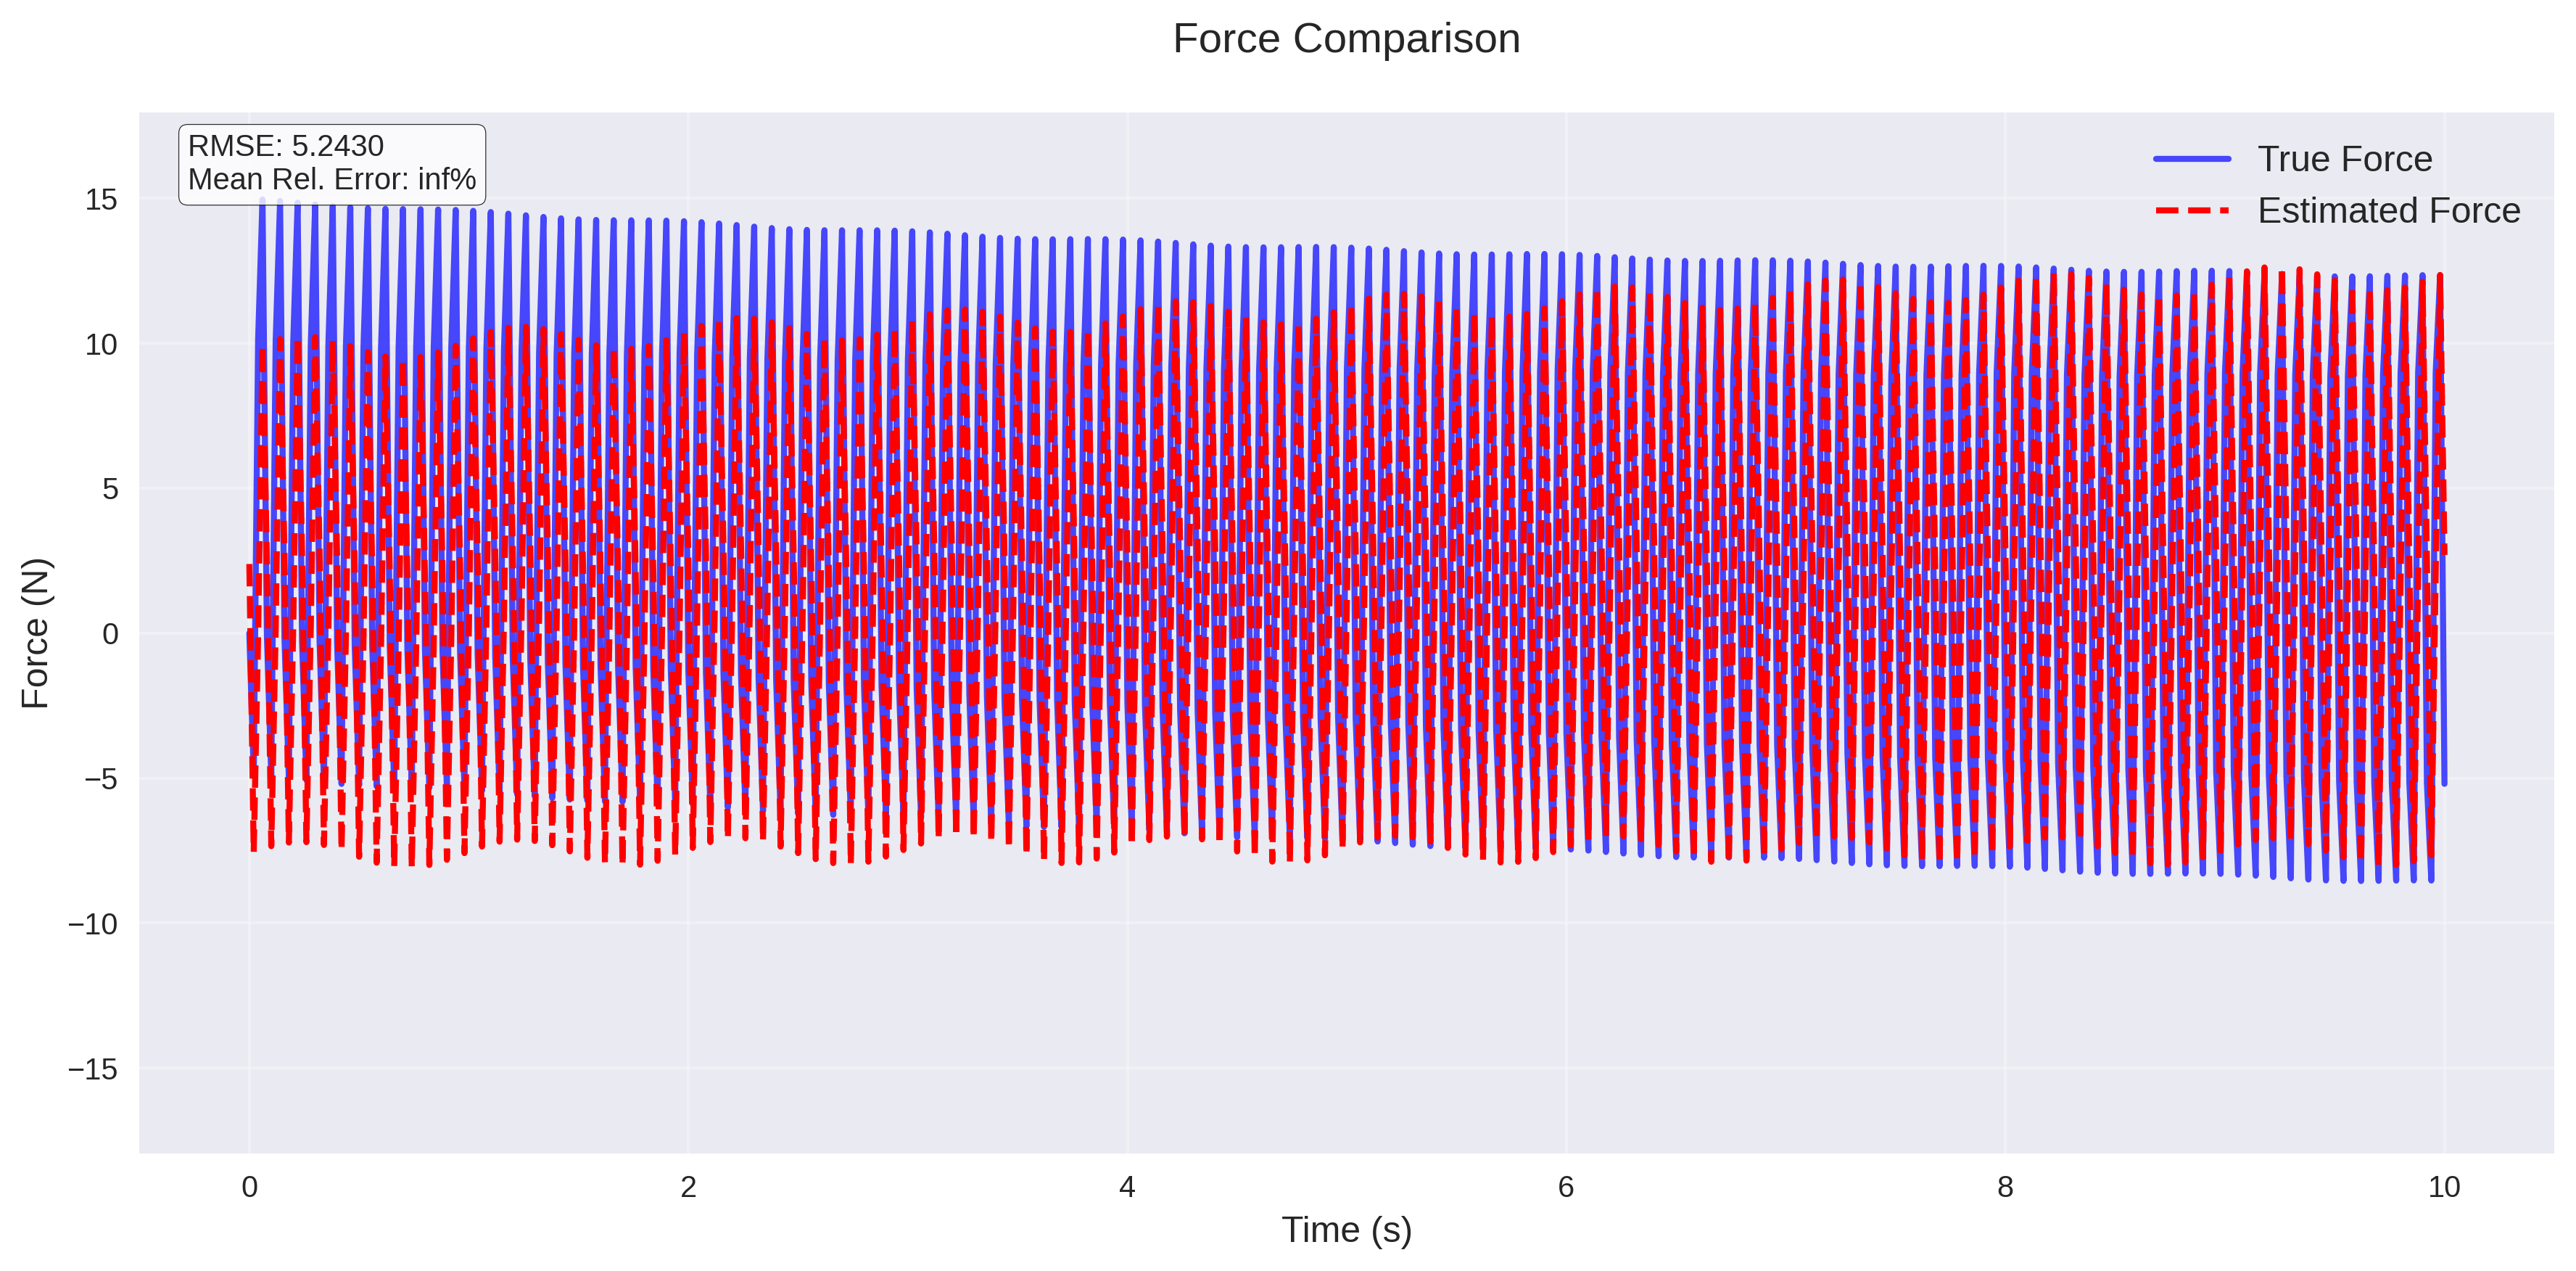 Force Comparison
RMSE: 5.2430
Mean Rel. Error: inf%
True Force
Estimated Force
15
10
5
0
−5
−10
−15
Force (N)
0
2
4
6
8
10
Time (s)